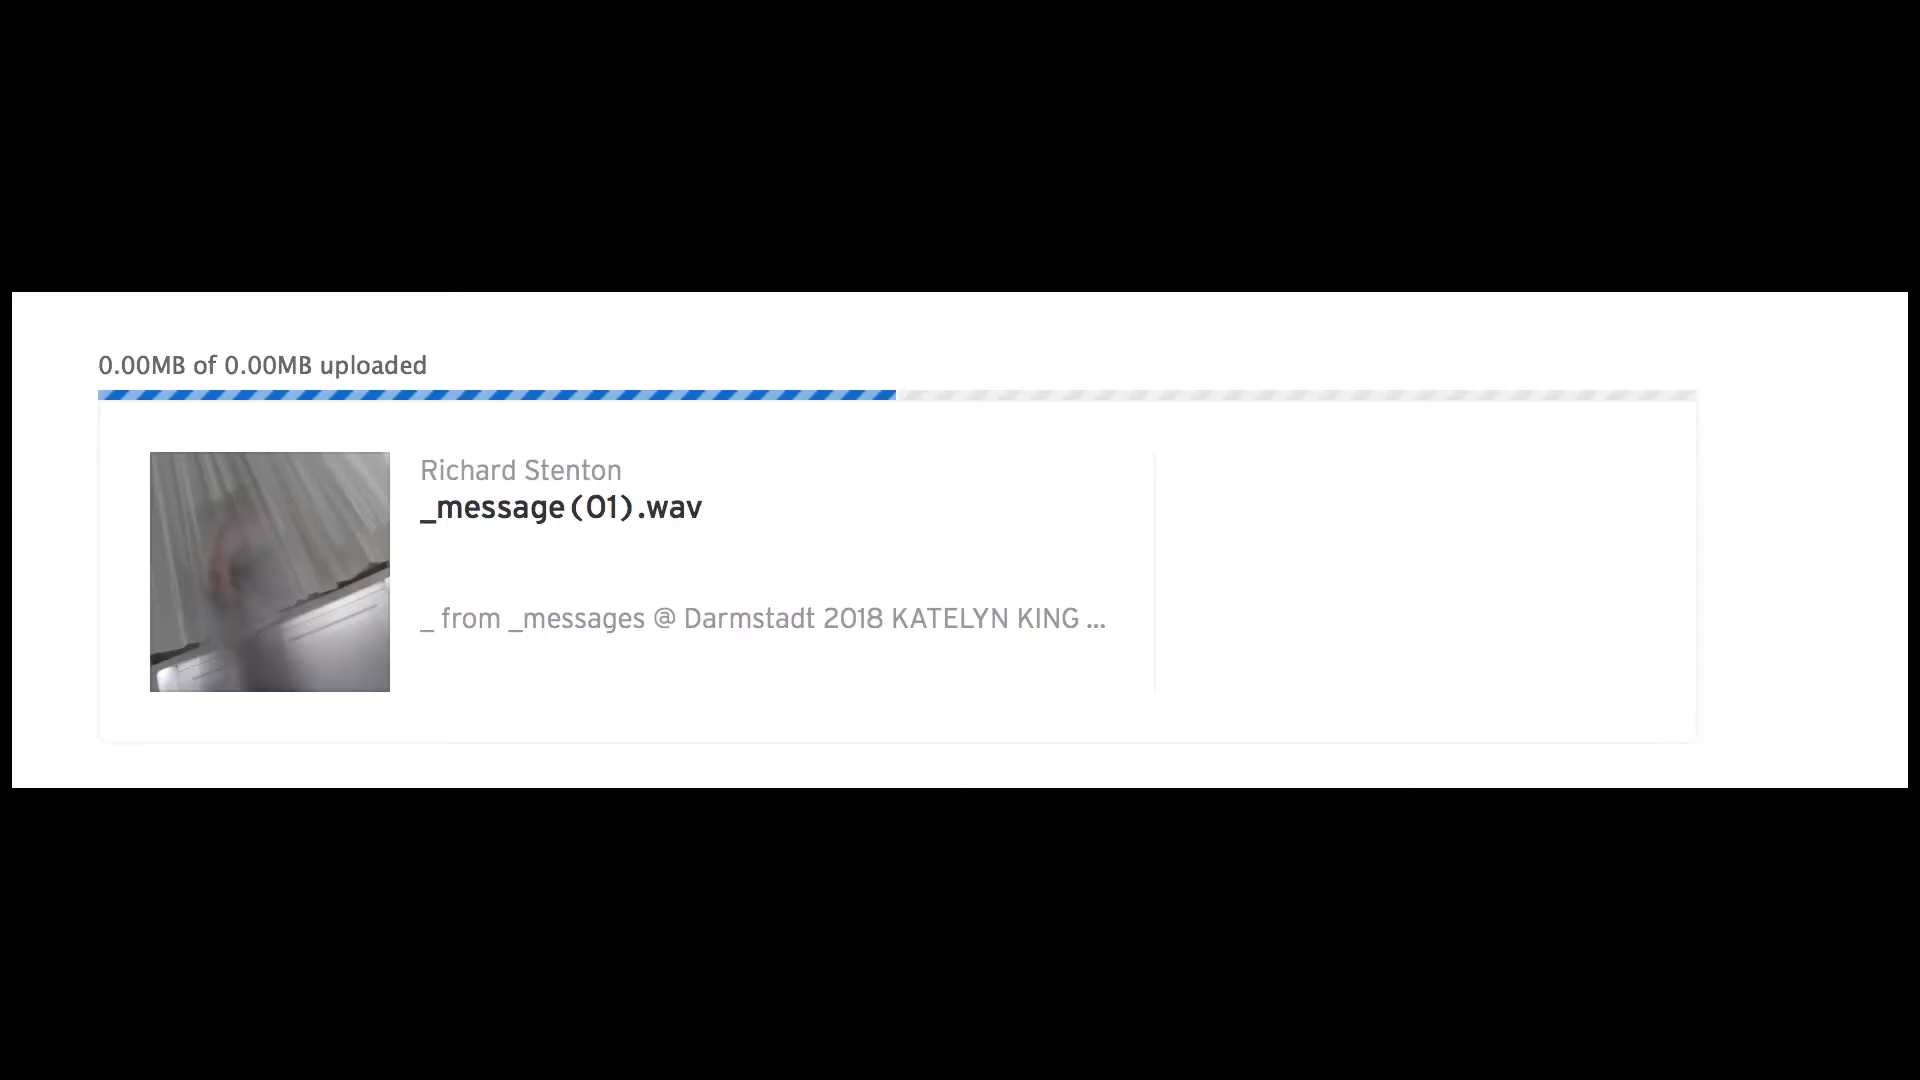 0.00MB of 0.00MB uploaded
Richard Stenton
_message(01).wav
_ from _messages @ Darmstadt 2018 KATELYN KING ...